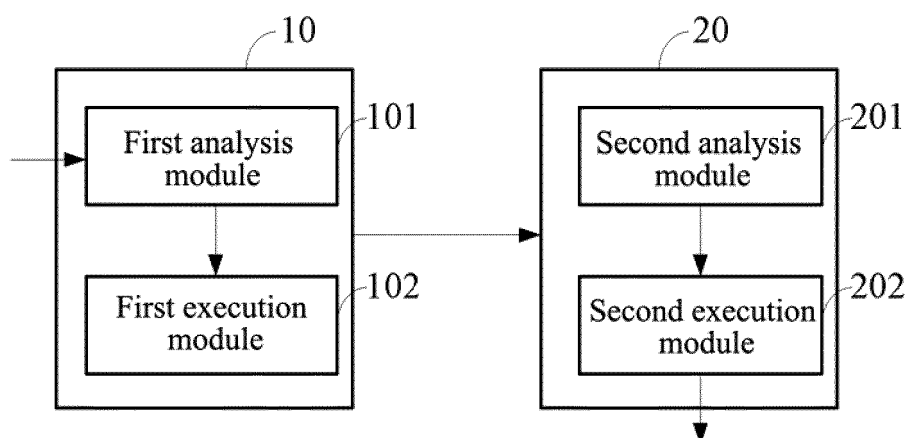 10
20
First analysis
module
101
Second analysis
module
201
First execution
module
102
Second execution
module
202